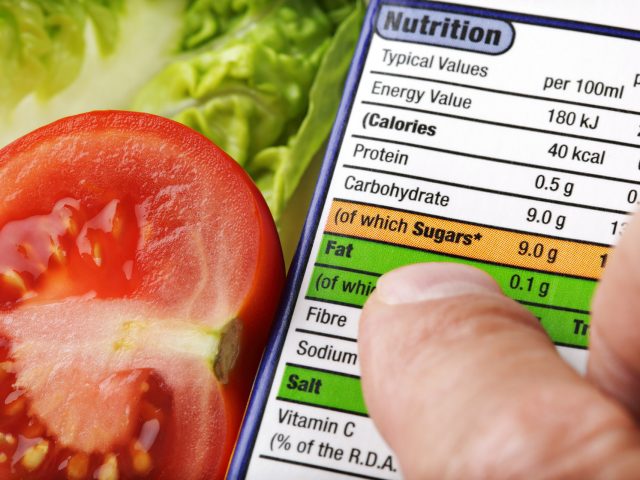 Nutrition
Typical Values per 100ml
Energy Value 180 kJ
(Calories 40 kcal
Protein 0.5 g
Carbohydrate 9.0 g
(of which Sugars* 9.0 g
Fat 0.1 g
(of
Fibre
Sodium
Salt
Vitamin C
(% of the R.D.A.